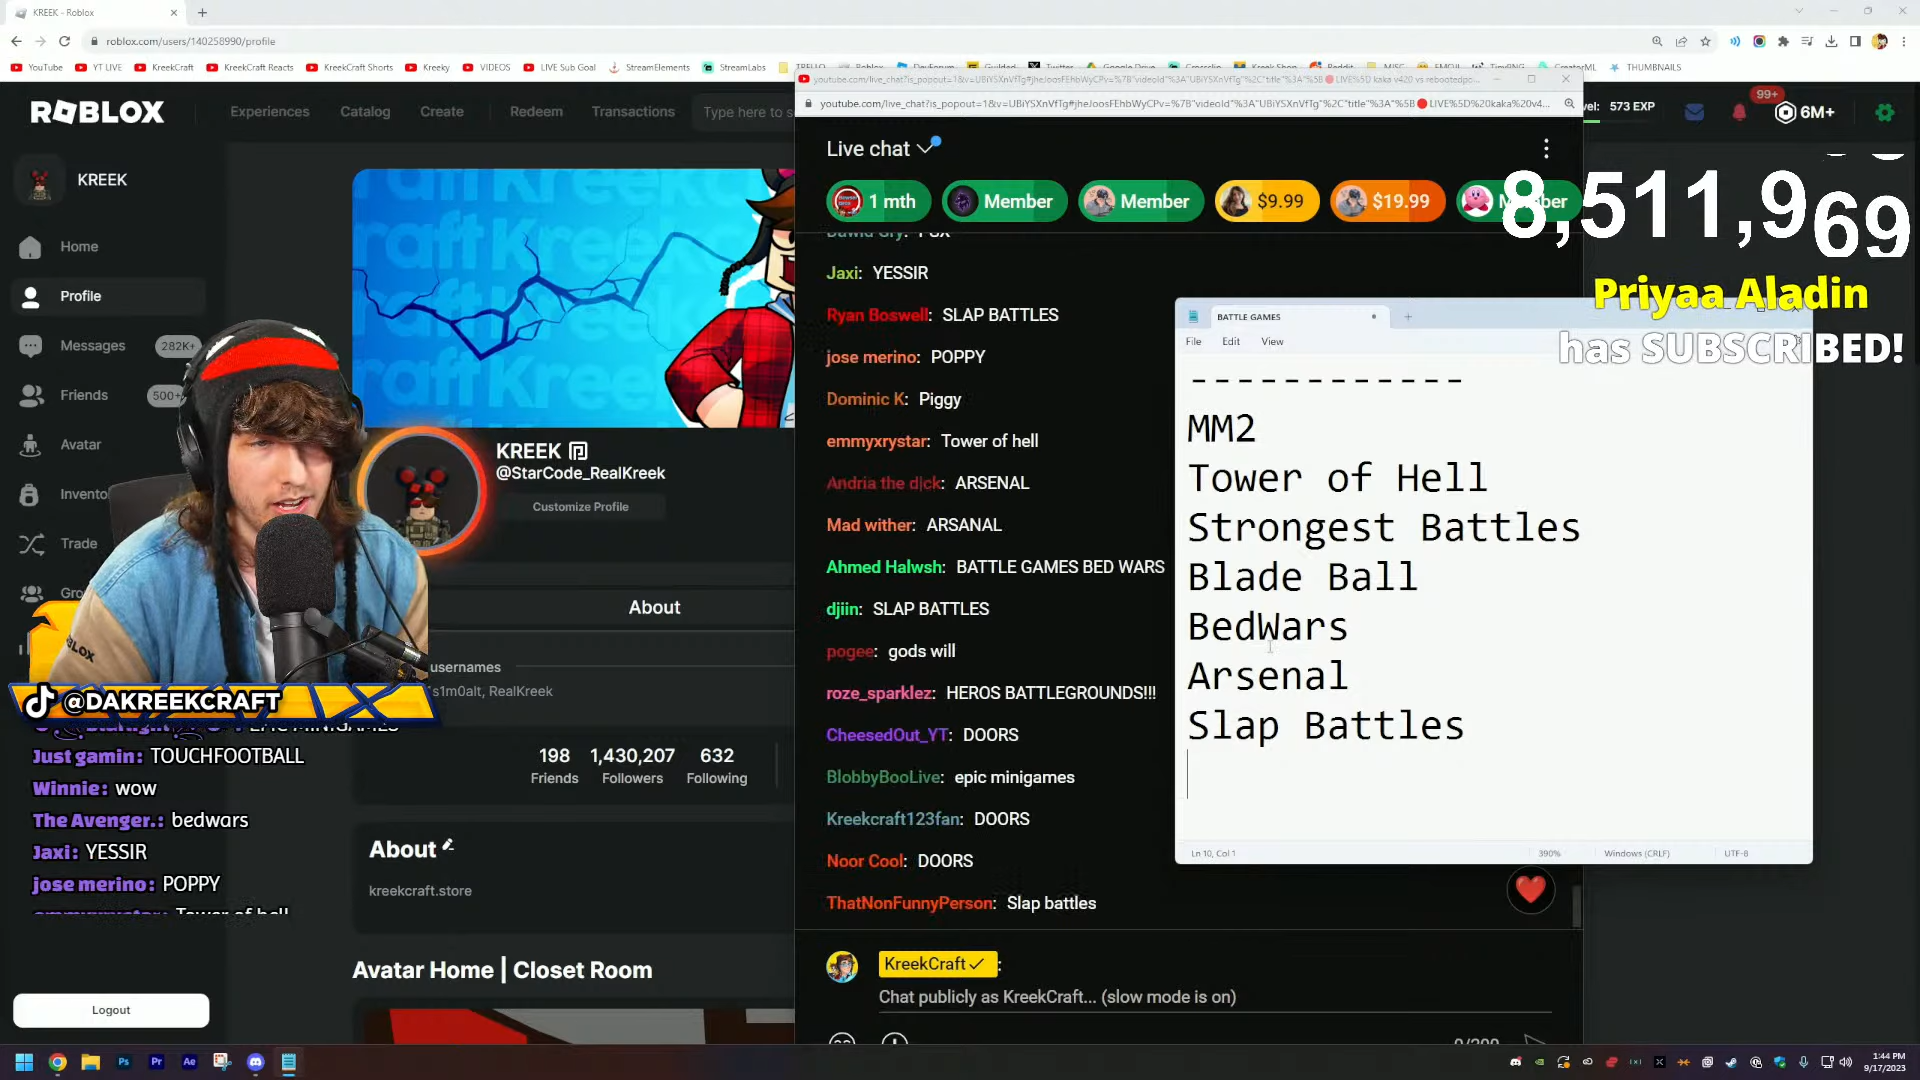 KREEK - Roblox
roblox.com/users/140258990/profile
YouTube YT LIVE KreekCraft KreekCraft Reacts KreekCraft Shorts Kreeky VIDEOS LIVE Sub Goal StreamElements StreamLabs THUMBNAILS
ROBLOX Experiences Catalog Create Redeem Transactions Type here to s
573 EXP
99+
6M+
KREEK
Home
Profile
Messages 282K+
Friends 500+
Avatar
Invento
Trade
Gro
Logout
KREEK
@StarCode_RealKreek
Customize Profile
About
usernames
s1m0alt, RealKreek
198 1,430,207 632
Friends Followers Following
About
kreekcraft.store
Avatar Home | Closet Room
@DAKREEKCRAFT
Just gamin: TOUCHFOOTBALL
Winnie: wow
The Avenger.: bedwars
Jaxi: YESSIR
jose merino: POPPY
Live chat
1 mth Member Member $9.99 $19.99
Jaxi: YESSIR
Ryan Boswell: SLAP BATTLES
jose merino: POPPY
Dominic K: Piggy
emmyxrystar: Tower of hell
Andria the d|ck: ARSENAL
Mad wither: ARSANAL
Ahmed Halwsh: BATTLE GAMES BED WARS
djiin: SLAP BATTLES
pogee: gods will
roze_sparklez: HEROS BATTLEGROUNDS!!!
CheesedOut_YT: DOORS
BlobbyBooLive: epic minigames
Kreekcraft123fan: DOORS
Noor Cool: DOORS
ThatNonFunnyPerson: Slap battles
KreekCraft :
Chat publicly as KreekCraft... (slow mode is on)
0/200
8,511,969
Priyaa Aladin
has SUBSCRIBED!
BATTLE GAMES
File Edit View
------------
MM2
Tower of Hell
Strongest Battles
Blade Ball
BedWars
Arsenal
Slap Battles
Ln 10, Col 1 390% Windows (CRLF) UTF-8
1:44 PM
9/17/2023